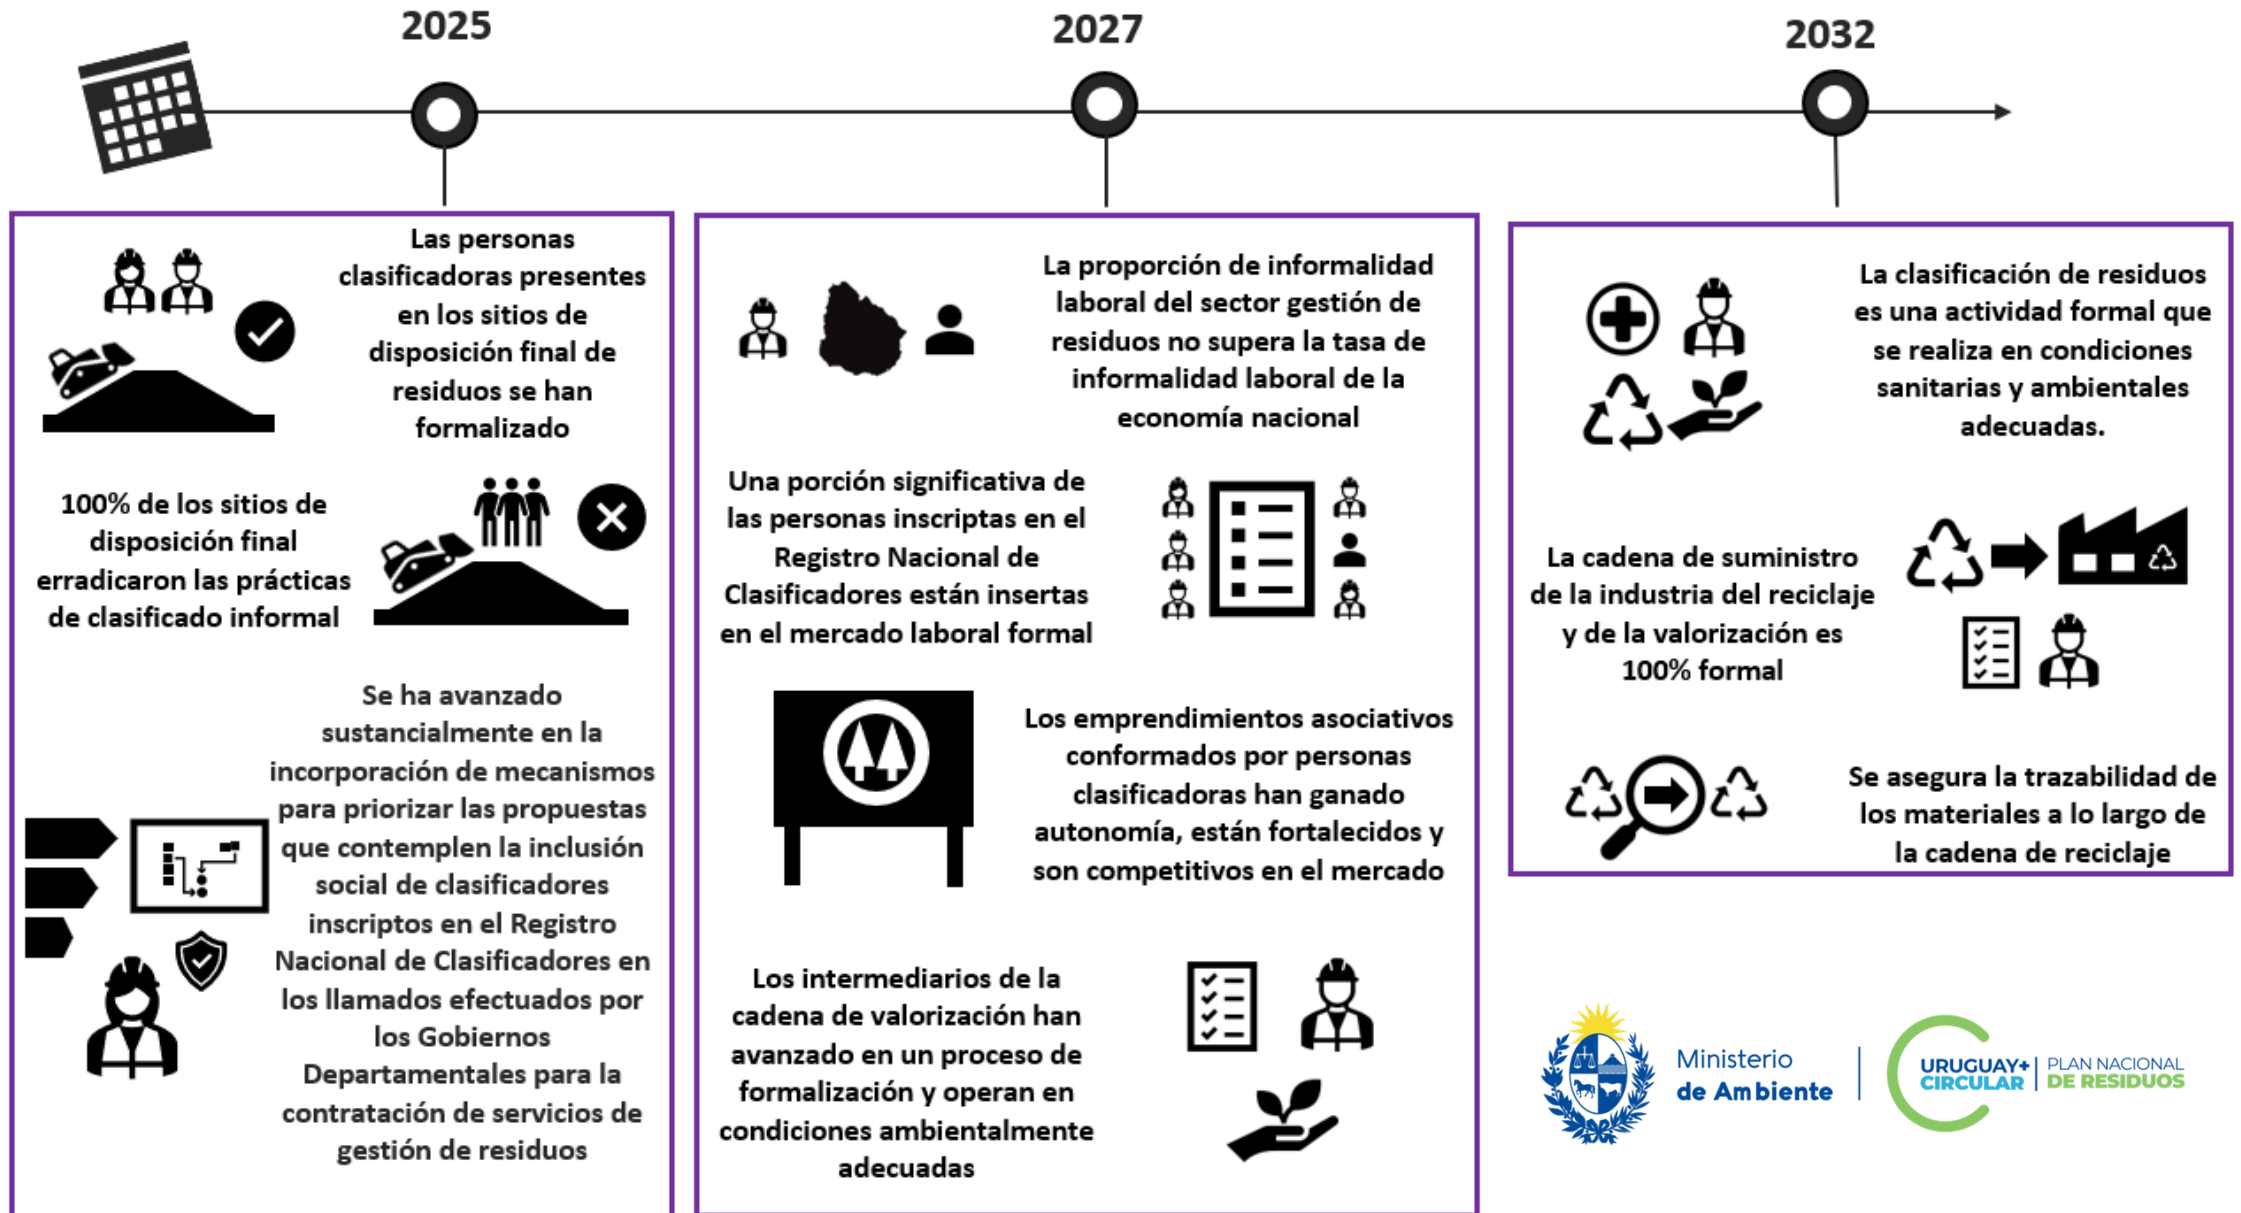 2025
2027
2032
Las personas
clasificadoras presentes
en los sitios de
disposición final de
residuos se han
formalizado
100% de los sitios de
disposición final
erradicaron las prácticas
de clasificado informal
Se ha avanzado
sustancialmente en la
incorporación de mecanismos
para priorizar las propuestas
que contemplen la inclusión
social de clasificadores
inscriptos en el Registro
Nacional de Clasificadores en
los llamados efectuados por
los Gobiernos
Departamentales para la
contratación de servicios de
gestión de residuos
La proporción de informalidad
laboral del sector gestión de
residuos no supera la tasa de
informalidad laboral de la
economía nacional
Una porción significativa de
las personas inscriptas en el
Registro Nacional de
Clasificadores están insertas
en el mercado laboral formal
Los emprendimientos asociativos
conformados por personas
clasificadoras han ganado
autonomía, están fortalecidos y
son competitivos en el mercado
Los intermediarios de la
cadena de valorización han
avanzado en un proceso de
formalización y operan en
condiciones ambientalmente
adecuadas
La clasificación de residuos
es una actividad formal que
se realiza en condiciones
sanitarias y ambientales
adecuadas.
La cadena de suministro
de la industria del reciclaje
y de la valorización es
100% formal
Se asegura la trazabilidad de
los materiales a lo largo de
la cadena de reciclaje
Ministerio
de Ambiente
URUGUAY+
CIRCULAR
PLAN NACIONAL
DE RESIDUOS